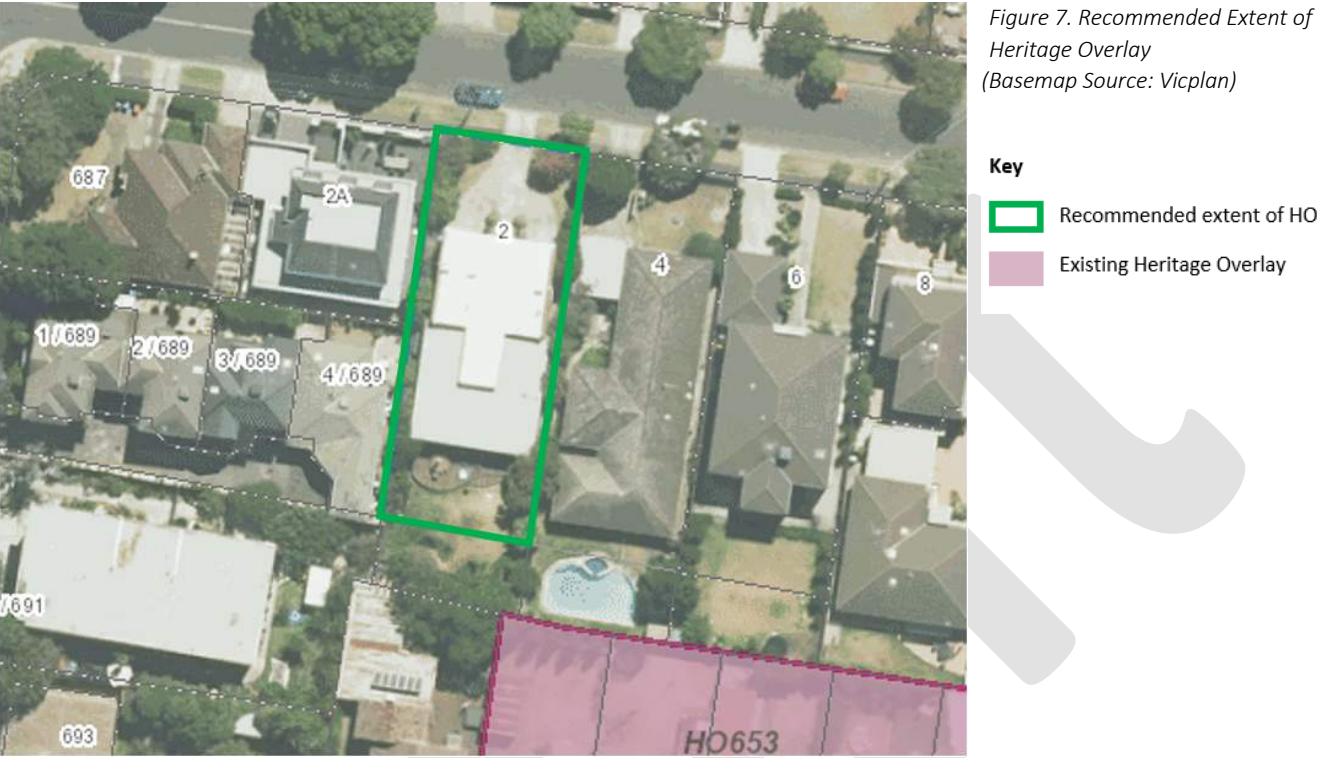 Figure 7. Recommended Extent of
Heritage Overlay
(Basemap Source: Vicplan)
Key
Recommended extent of HO
Existing Heritage Overlay
687
2A
2
4
6
8
1/689
2/689
3/689
4/689
/691
693
HO653